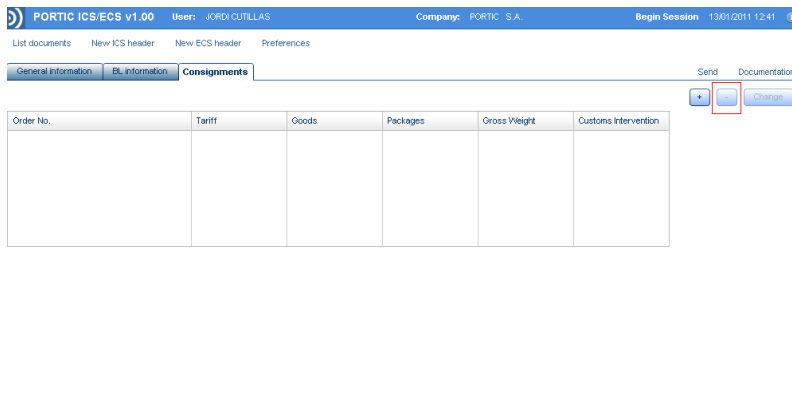 PORTIC ICS/ECS v1.00 User: JORDI CUTILLAS Company: PORTIC S.A. Begin Session 13/01/2011 12:41
List documents New ICS header New ECS header Preferences
General information BL information Consignments Send Documentation
+ - Change
Order No. Tariff Goods Packages Gross Weight Customs Intervention